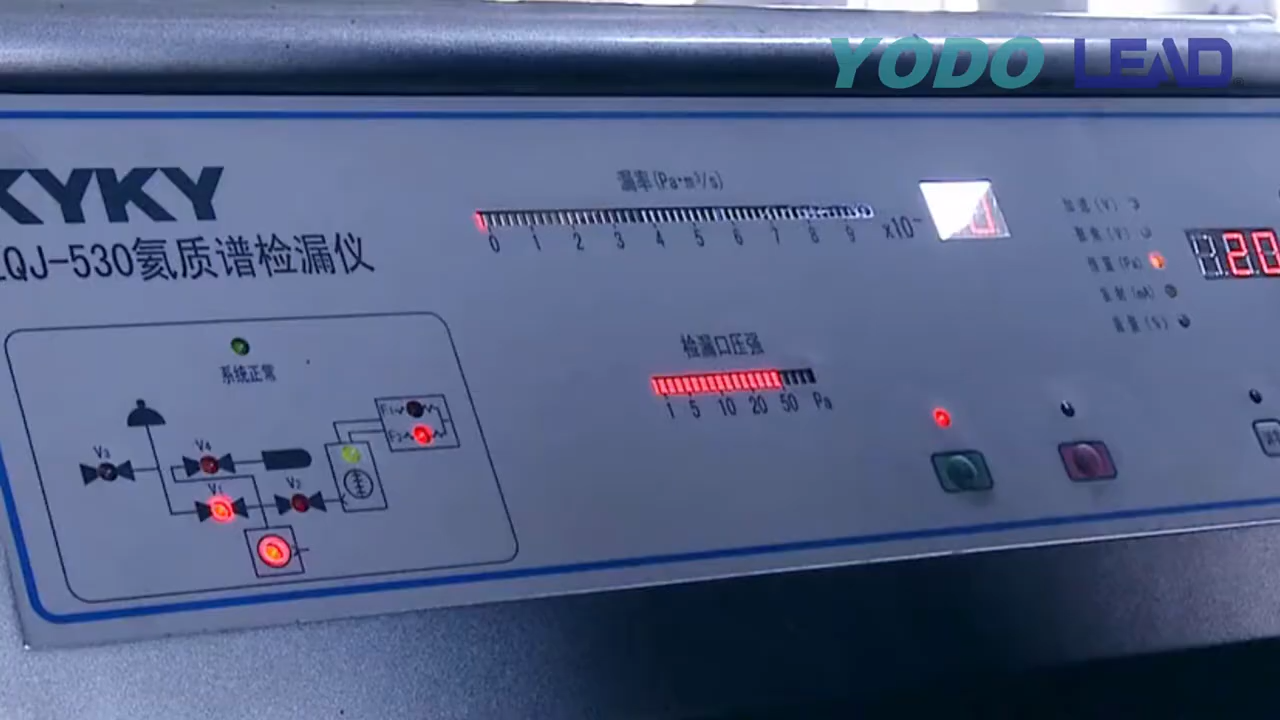 YODO LEAD
KYKY
漏率(Pa·m³/s)
0 1 2 3 4 5 6 7 8 9 x10⁻
ZQJ-530氦质谱检漏仪
20
检漏口压强
1 5 10 20 50 Pa
系统正常
V3
V4
V1
V2
F1
F2